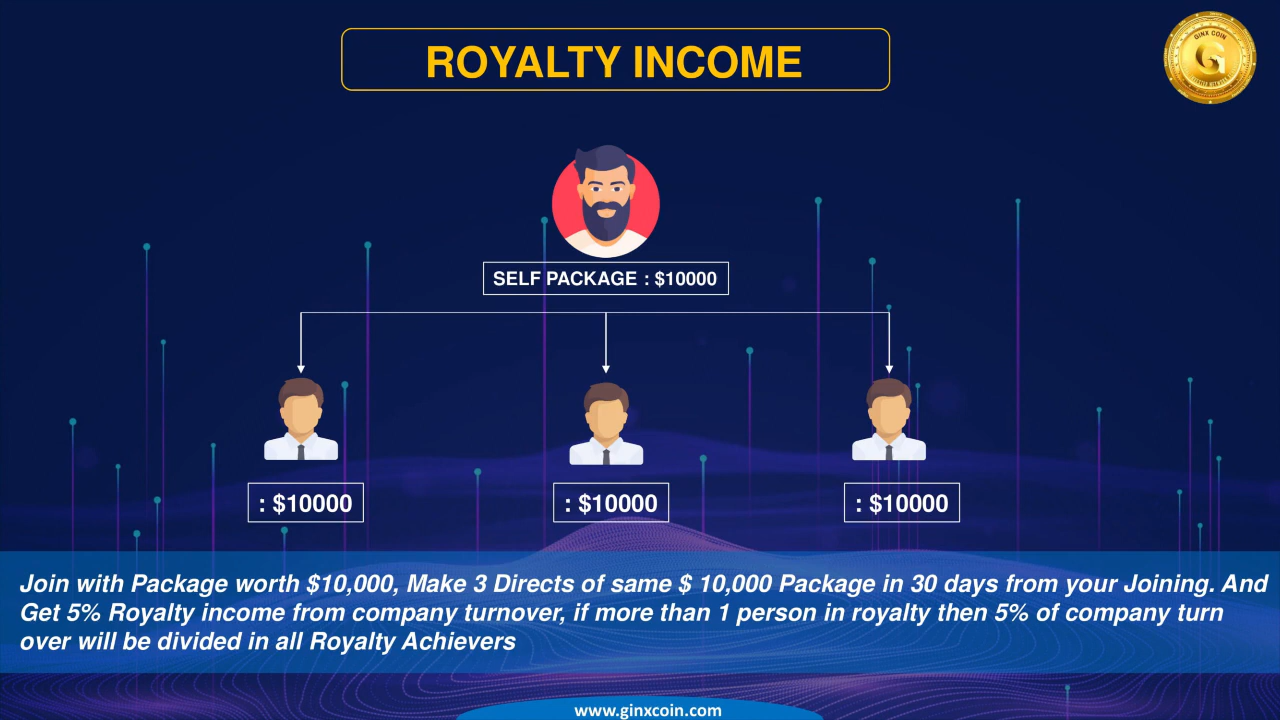 ROYALTY INCOME
GINX COIN
SELF PACKAGE : $10000
: $10000
: $10000
: $10000
Join with Package worth $10,000, Make 3 Directs of same $ 10,000 Package in 30 days from your Joining. And
Get 5% Royalty income from company turnover, if more than 1 person in royalty then 5% of company turn
over will be divided in all Royalty Achievers
www.ginxcoin.com